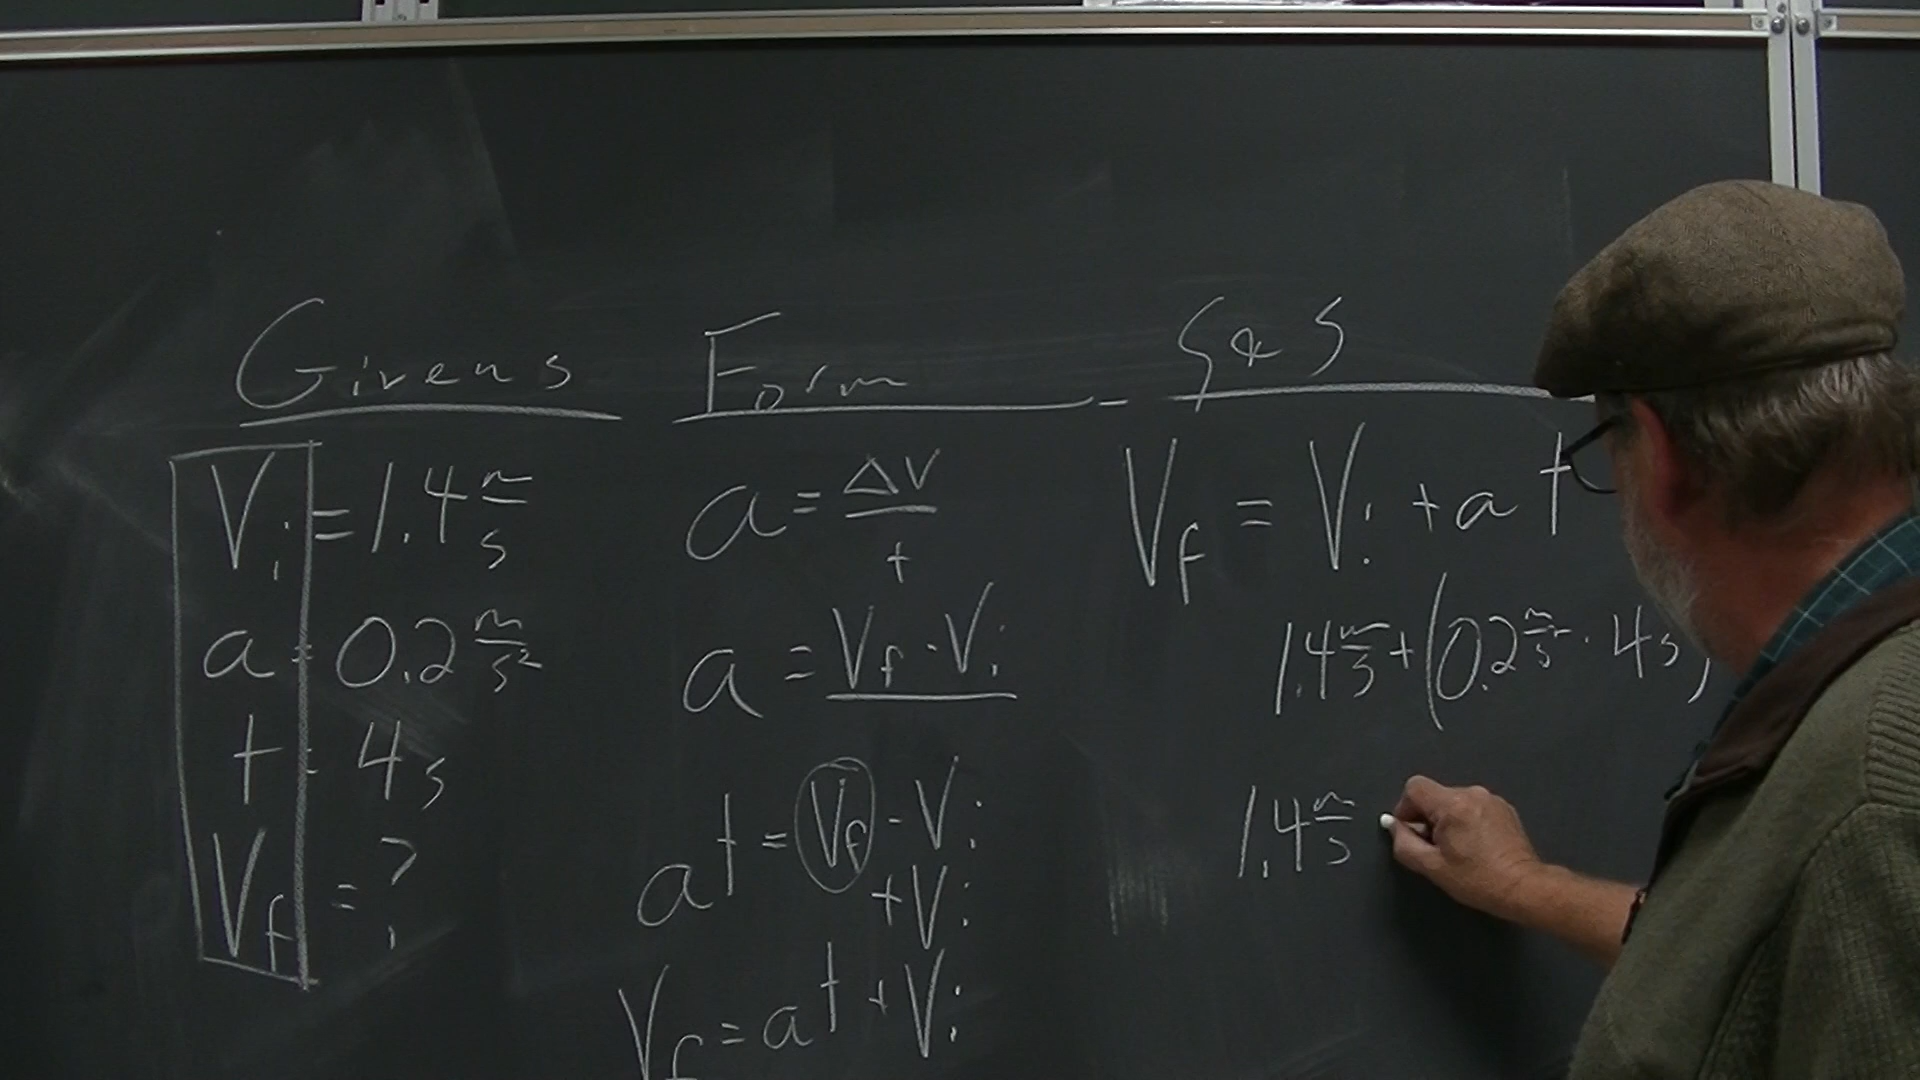 Givens
Vi = 1.4 m/s
a = 0.2 m/s²
t = 4s
Vf = ?
Form
a = ΔV/t
a = Vf - Vi
at = Vf - Vi
+Vi
Vf = at + Vi
S & S
Vf = Vi + at
1.4 m/s + (0.2 m/s² · 4s)
1.4 m/s